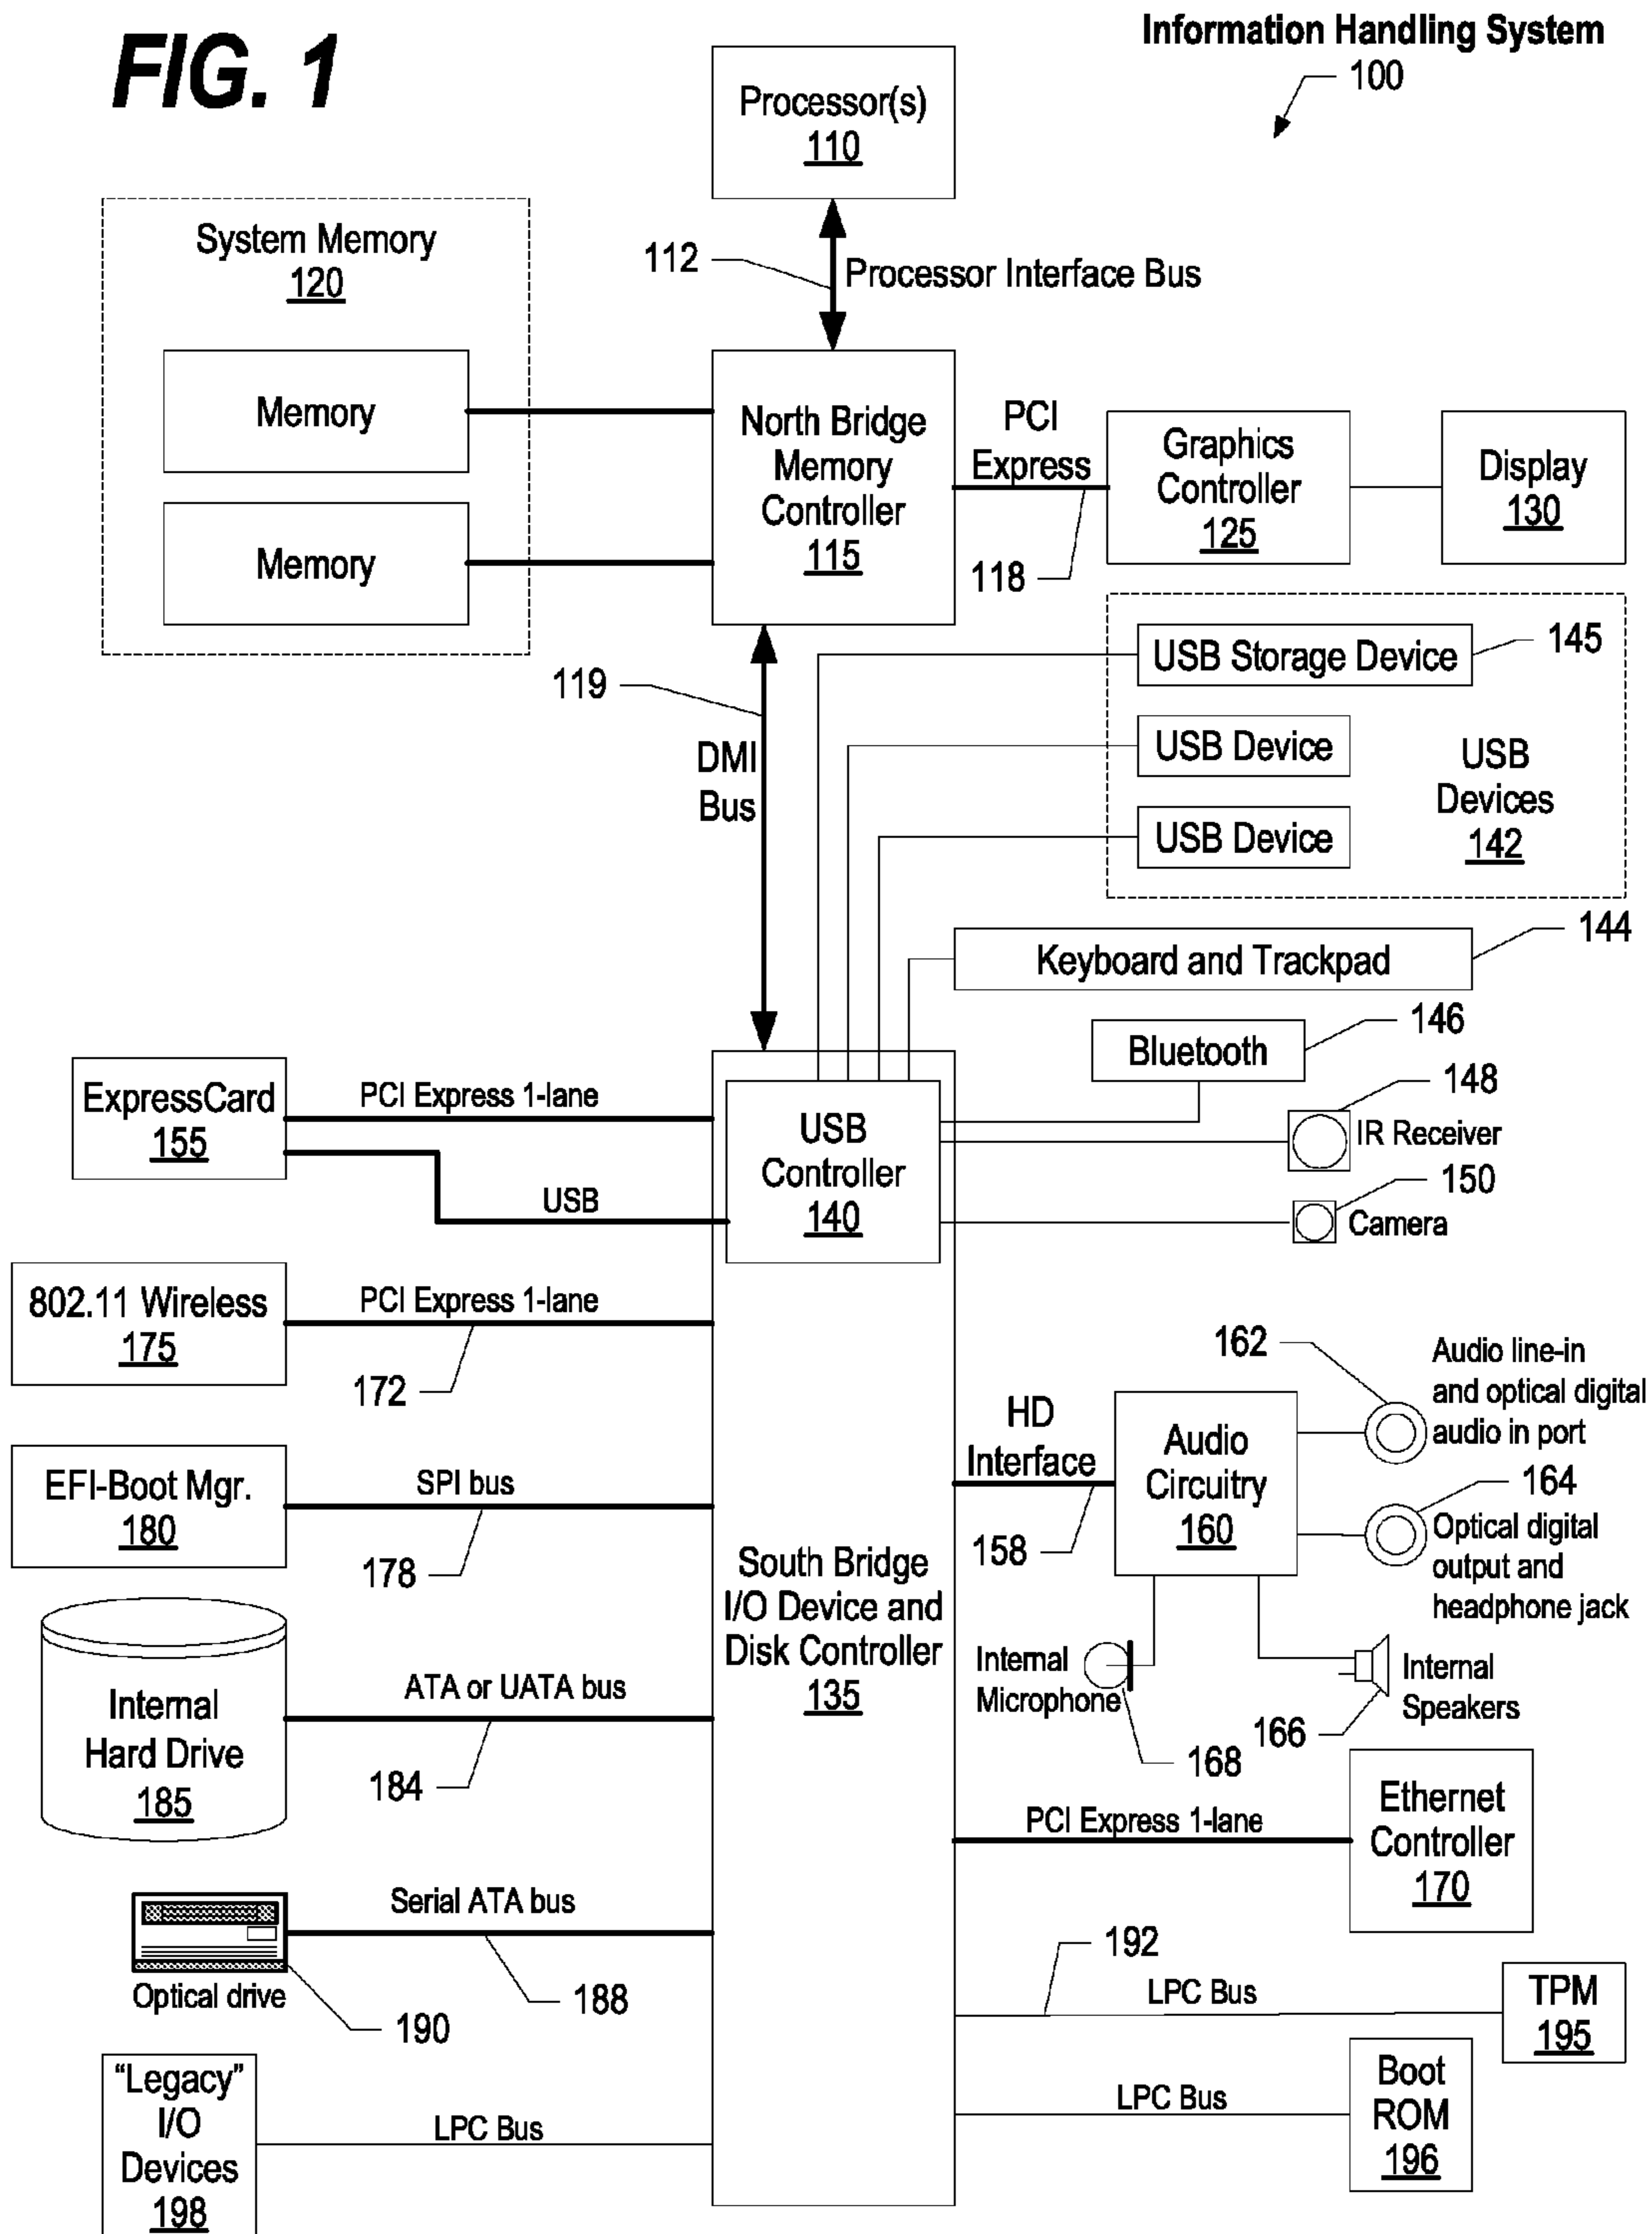 FIG. 1
Information Handling System
100
Processor(s)
110
System Memory
120
112
Processor Interface Bus
Memory
Memory
North Bridge
Memory
Controller
115
PCI
Express
118
Graphics
Controller
125
Display
130
119
DMI
Bus
USB Storage Device
145
USB Device
USB Device
USB
Devices
142
Keyboard and Trackpad
144
Bluetooth
146
148
IR Receiver
150
Camera
ExpressCard
155
PCI Express 1-lane
USB
USB
Controller
140
802.11 Wireless
175
PCI Express 1-lane
172
EFI-Boot Mgr.
180
SPI bus
178
South Bridge
I/O Device and
Disk Controller
135
HD
Interface
158
Audio
Circuitry
160
162
Audio line-in
and optical digital
audio in port
164
Optical digital
output and
headphone jack
Internal
Microphone
168
Internal
Speakers
166
Internal
Hard Drive
185
ATA or UATA bus
184
PCI Express 1-lane
Ethernet
Controller
170
Serial ATA bus
188
Optical drive
190
192
LPC Bus
TPM
195
LPC Bus
Boot
ROM
196
“Legacy”
I/O
Devices
198
LPC Bus